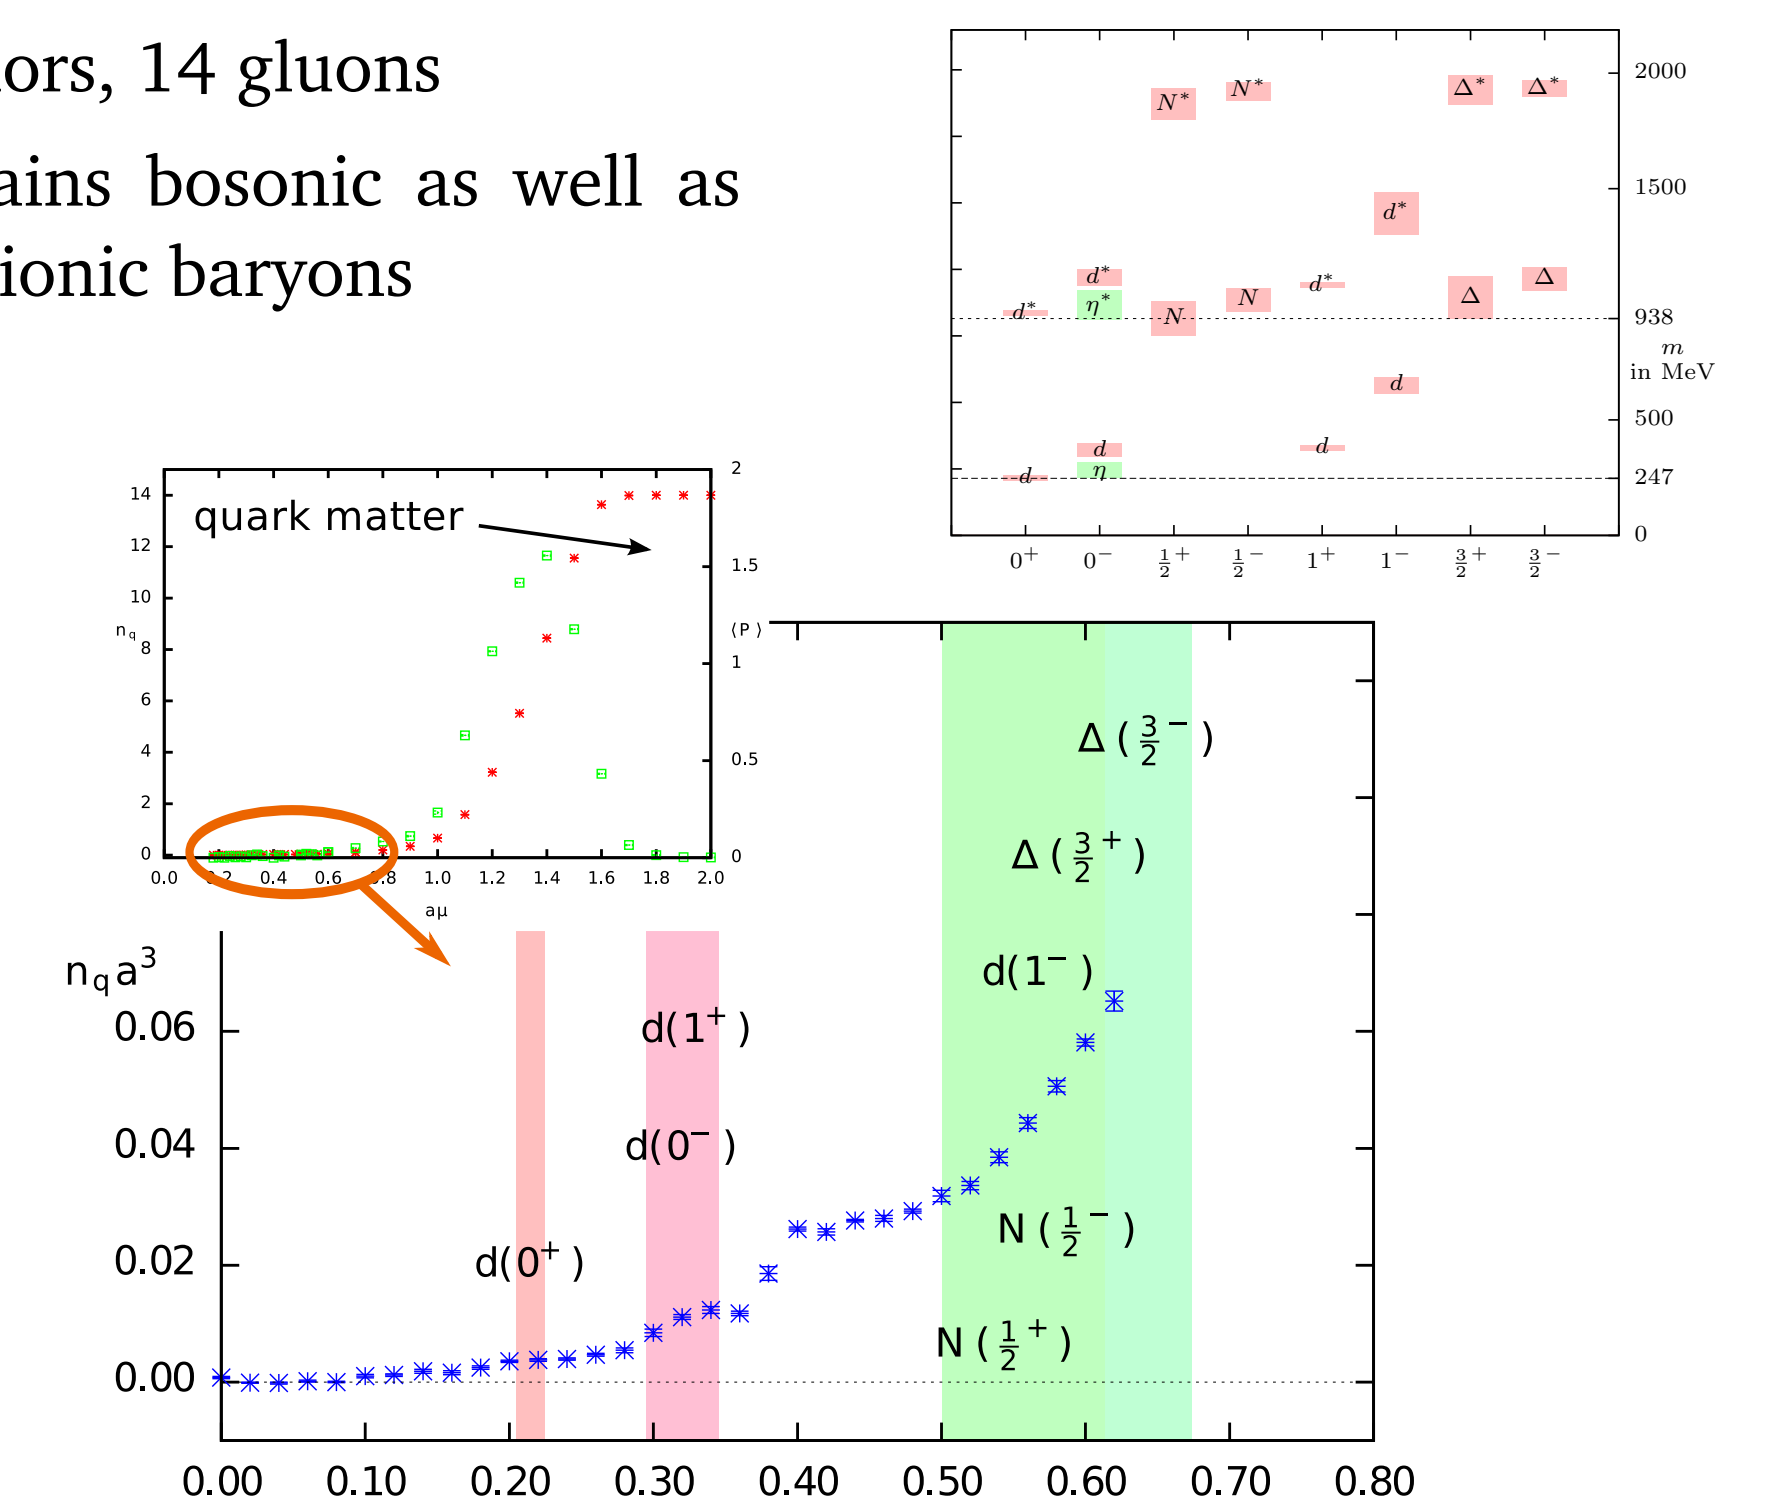 ors, 14 gluons
ains bosonic as well as
ionic baryons
N* N* Δ* Δ* 2000
1500
d*
d* d*
η* N Δ Δ
d* N 938
m
in MeV
d
500
d d
η
d 247
0
0⁺ 0⁻ 1/2⁺ 1/2⁻ 1⁺ 1⁻ 3/2⁺ 3/2⁻
2
14
quark matter
12
1.5
10
n_q ⟨P⟩
8
1
6
4
0.5
2
0 0
0.0 0.2 0.4 0.6 0.8 1.0 1.2 1.4 1.6 1.8 2.0
aμ
Δ(3/2⁻)
Δ(3/2⁺)
n_q a³
d(1⁻)
0.06
d(1⁺)
0.04
d(0⁻)
N(1/2⁻)
0.02
d(0⁺)
N(1/2⁺)
0.00
0.00 0.10 0.20 0.30 0.40 0.50 0.60 0.70 0.80